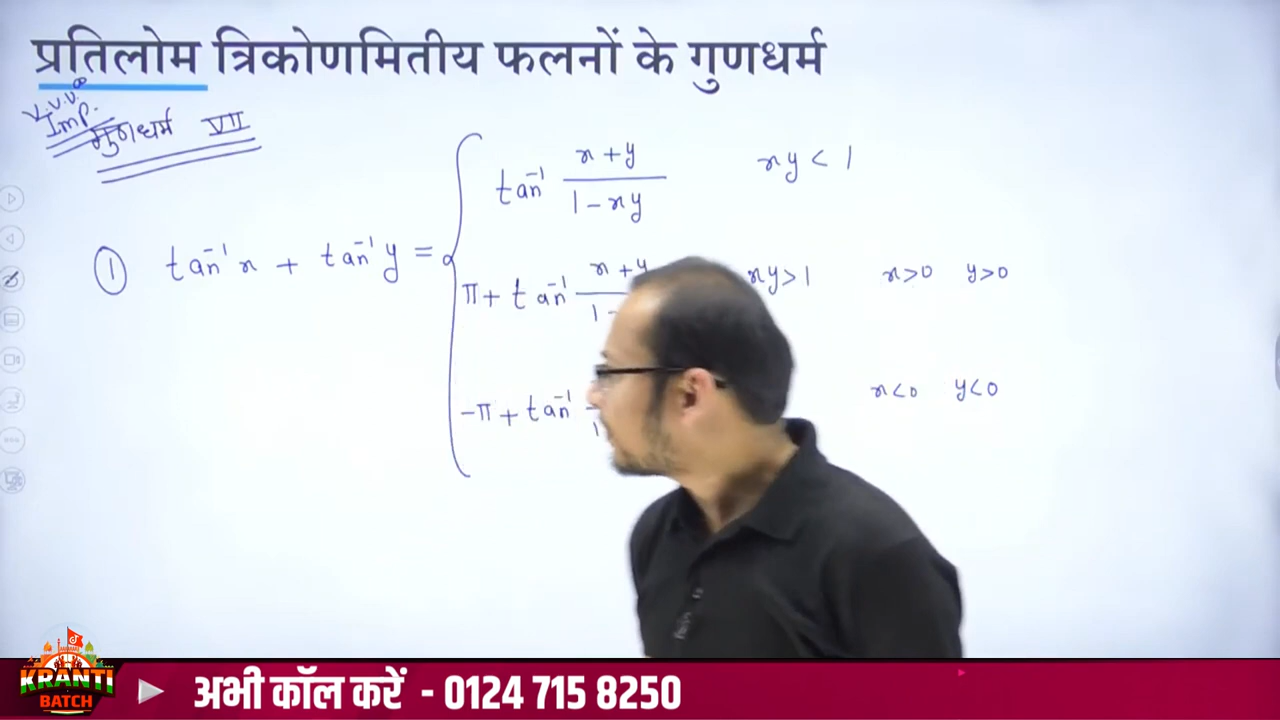 प्रतिलोम त्रिकोणमितीय फलनों के गुणधर्म
V.V.V.
Imp.
गुणधर्म VII
① tan⁻¹x + tan⁻¹y =
tan⁻¹ (x+y)/(1-xy) xy < 1
π + tan⁻¹ x+y xy>1 x>0 y>0
-π + tan⁻¹ x<0 y<0
KRANTI
BATCH
अभी कॉल करें - 0124 715 8250